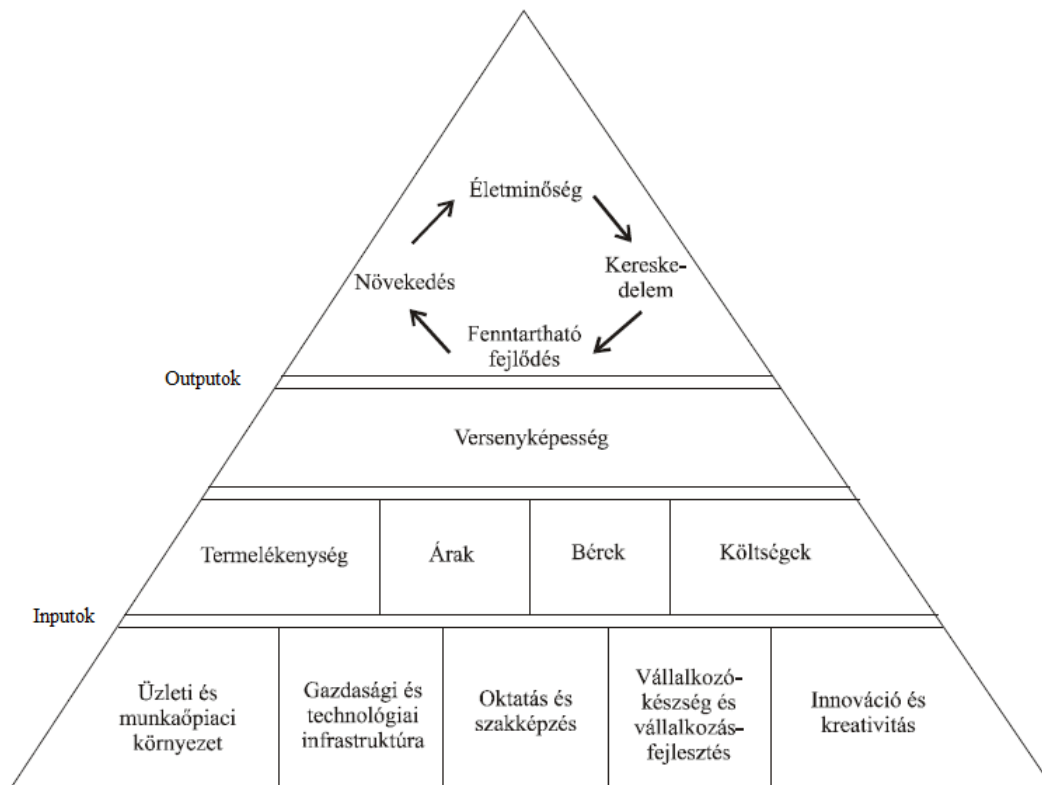 Életminőség
Kereske-
delem
Növekedés
Fenntartható
fejlődés
Outputok
Versenyképesség
Termelékenység
Árak
Bérek
Költségek
Inputok
Üzleti és
munkaőpiaci
környezet
Gazdasági és
technológiai
infrastruktúra
Oktatás és
szakképzés
Vállalkozó-
készség és
vállalkozás-
fejlesztés
Innováció és
kreativitás